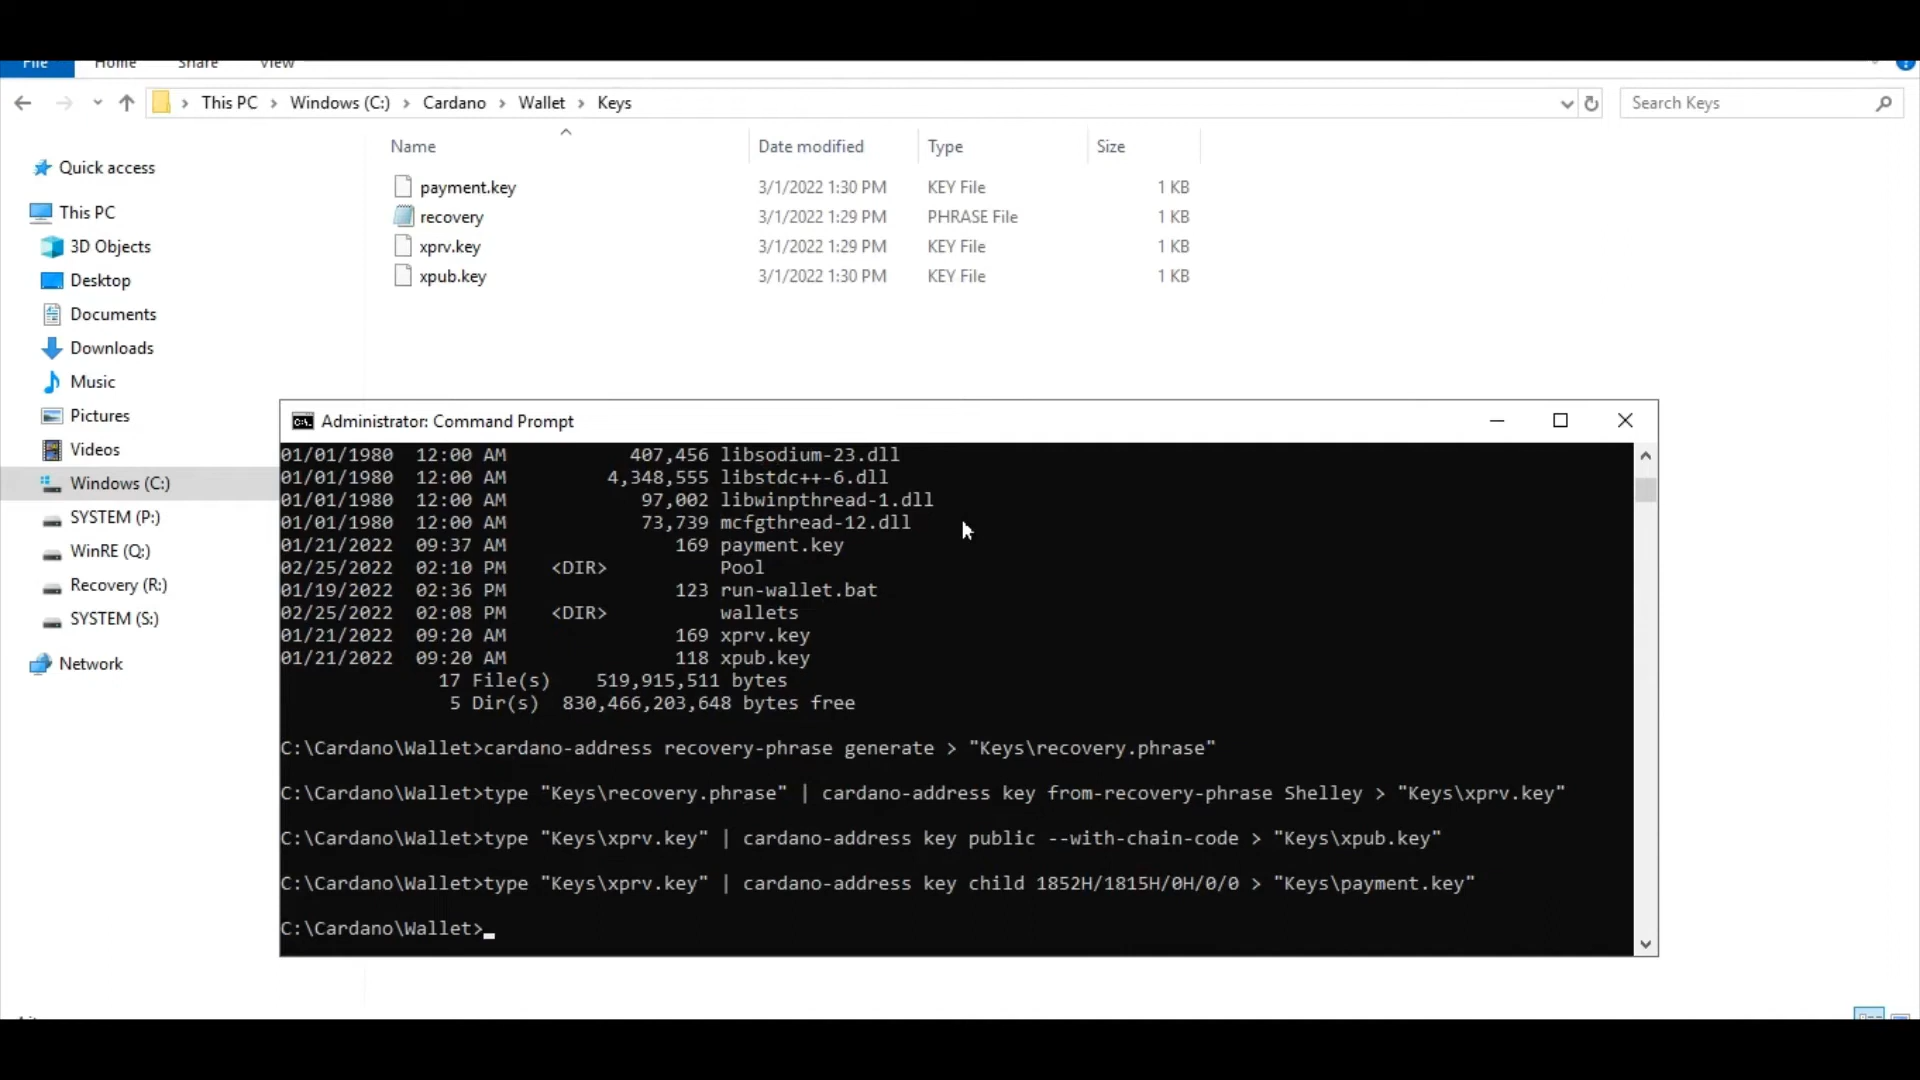 File Home Share View
This PC > Windows (C:) > Cardano > Wallet > Keys
Search Keys
Name Date modified Type Size
Quick access
This PC
3D Objects
Desktop
Documents
Downloads
Music
Pictures
Videos
Windows (C:)
SYSTEM (P:)
WinRE (Q:)
Recovery (R:)
SYSTEM (S:)
Network
payment.key 3/1/2022 1:30 PM KEY File 1 KB
recovery 3/1/2022 1:29 PM PHRASE File 1 KB
xprv.key 3/1/2022 1:29 PM KEY File 1 KB
xpub.key 3/1/2022 1:30 PM KEY File 1 KB
Administrator: Command Prompt
01/01/1980 12:00 AM 407,456 libsodium-23.dll
01/01/1980 12:00 AM 4,348,555 libstdc++-6.dll
01/01/1980 12:00 AM 97,002 libwinpthread-1.dll
01/01/1980 12:00 AM 73,739 mcfgthread-12.dll
01/21/2022 09:37 AM 169 payment.key
02/25/2022 02:10 PM <DIR> Pool
01/19/2022 02:36 PM 123 run-wallet.bat
02/25/2022 02:08 PM <DIR> wallets
01/21/2022 09:20 AM 169 xprv.key
01/21/2022 09:20 AM 118 xpub.key
17 File(s) 519,915,511 bytes
5 Dir(s) 830,466,203,648 bytes free
C:\Cardano\Wallet>cardano-address recovery-phrase generate > "Keys\recovery.phrase"
C:\Cardano\Wallet>type "Keys\recovery.phrase" | cardano-address key from-recovery-phrase Shelley > "Keys\xprv.key"
C:\Cardano\Wallet>type "Keys\xprv.key" | cardano-address key public --with-chain-code > "Keys\xpub.key"
C:\Cardano\Wallet>type "Keys\xprv.key" | cardano-address key child 1852H/1815H/0H/0/0 > "Keys\payment.key"
C:\Cardano\Wallet>